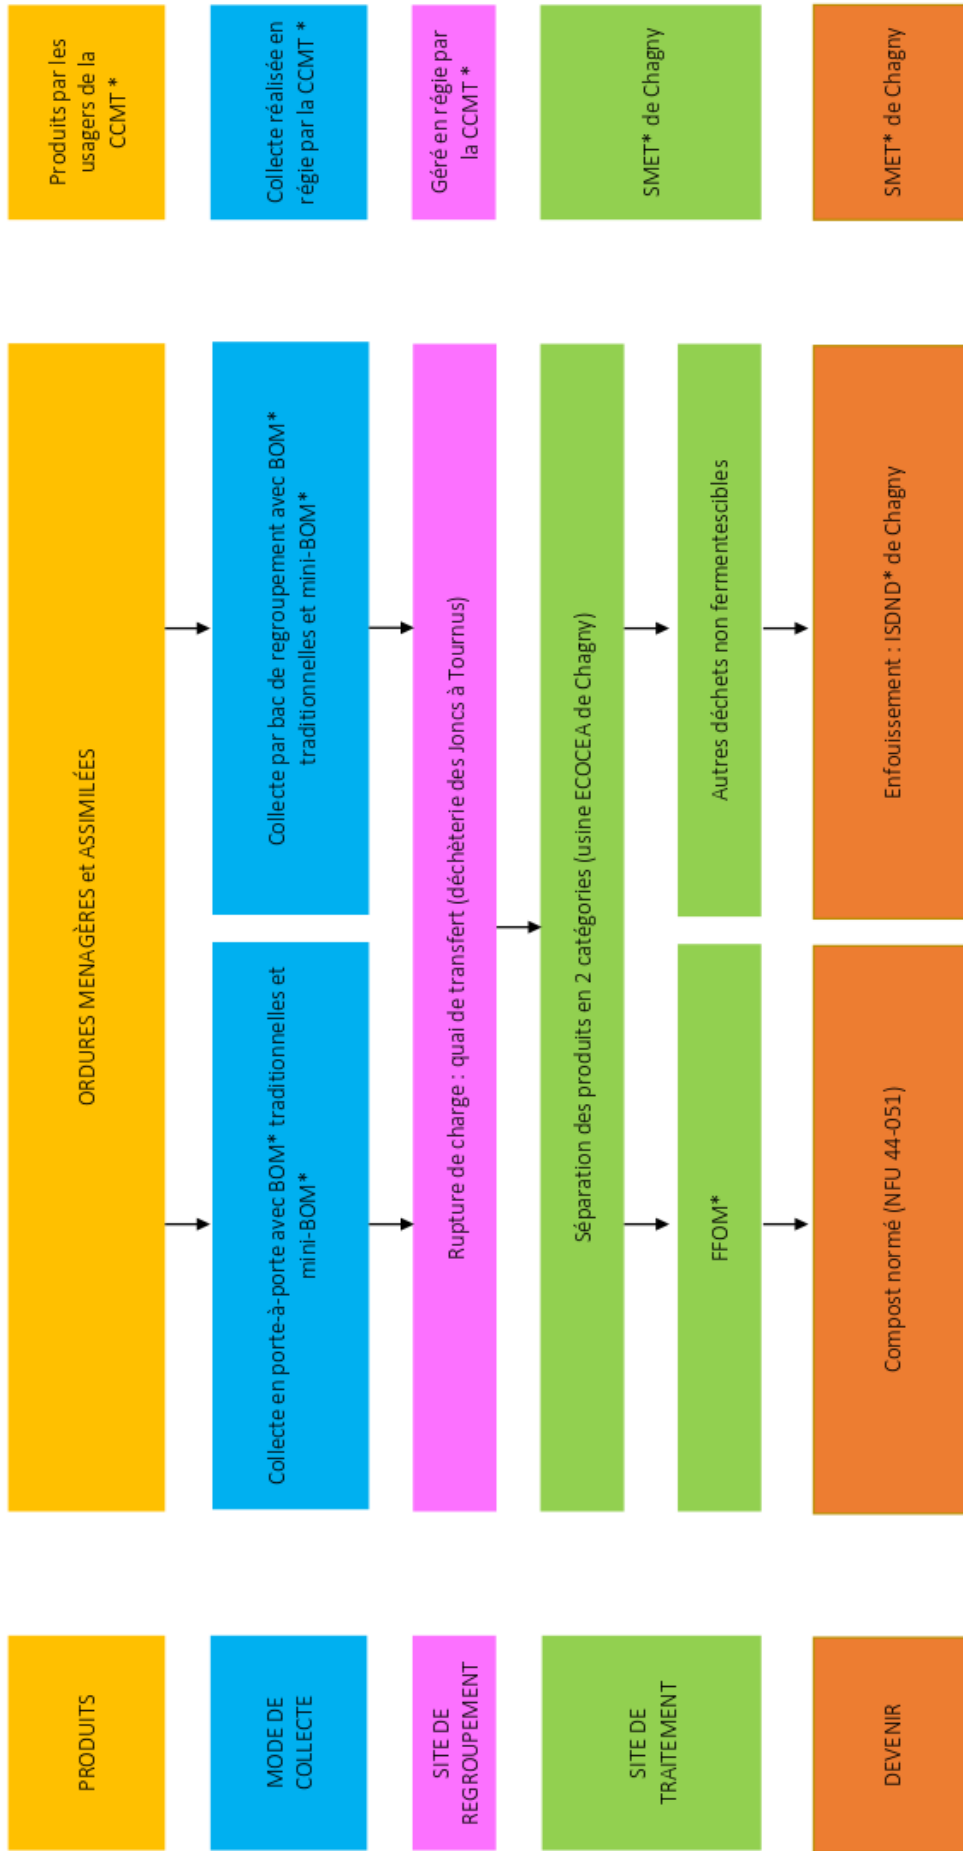 PRODUITS
ORDURES MENAGÈRES et ASSIMILÉES
Produits par les
usagers de la
CCMT *
MODE DE
COLLECTE
Collecte en porte-à-porte avec BOM* traditionnelles et
mini-BOM*
Collecte par bac de regroupement avec BOM*
traditionnelles et mini-BOM*
Collecte réalisée en
régie par la CCMT *
SITE DE
REGROUPEMENT
Rupture de charge : quai de transfert (déchèterie des Joncs à Tournus)
Géré en régie par
la CCMT *
SITE DE
TRAITEMENT
Séparation des produits en 2 catégories (usine ECOCEA de Chagny)
FFOM*
Autres déchets non fermentescibles
SMET* de Chagny
DEVENIR
Compost normé (NFU 44-051)
Enfouissement : ISDND* de Chagny
SMET* de Chagny